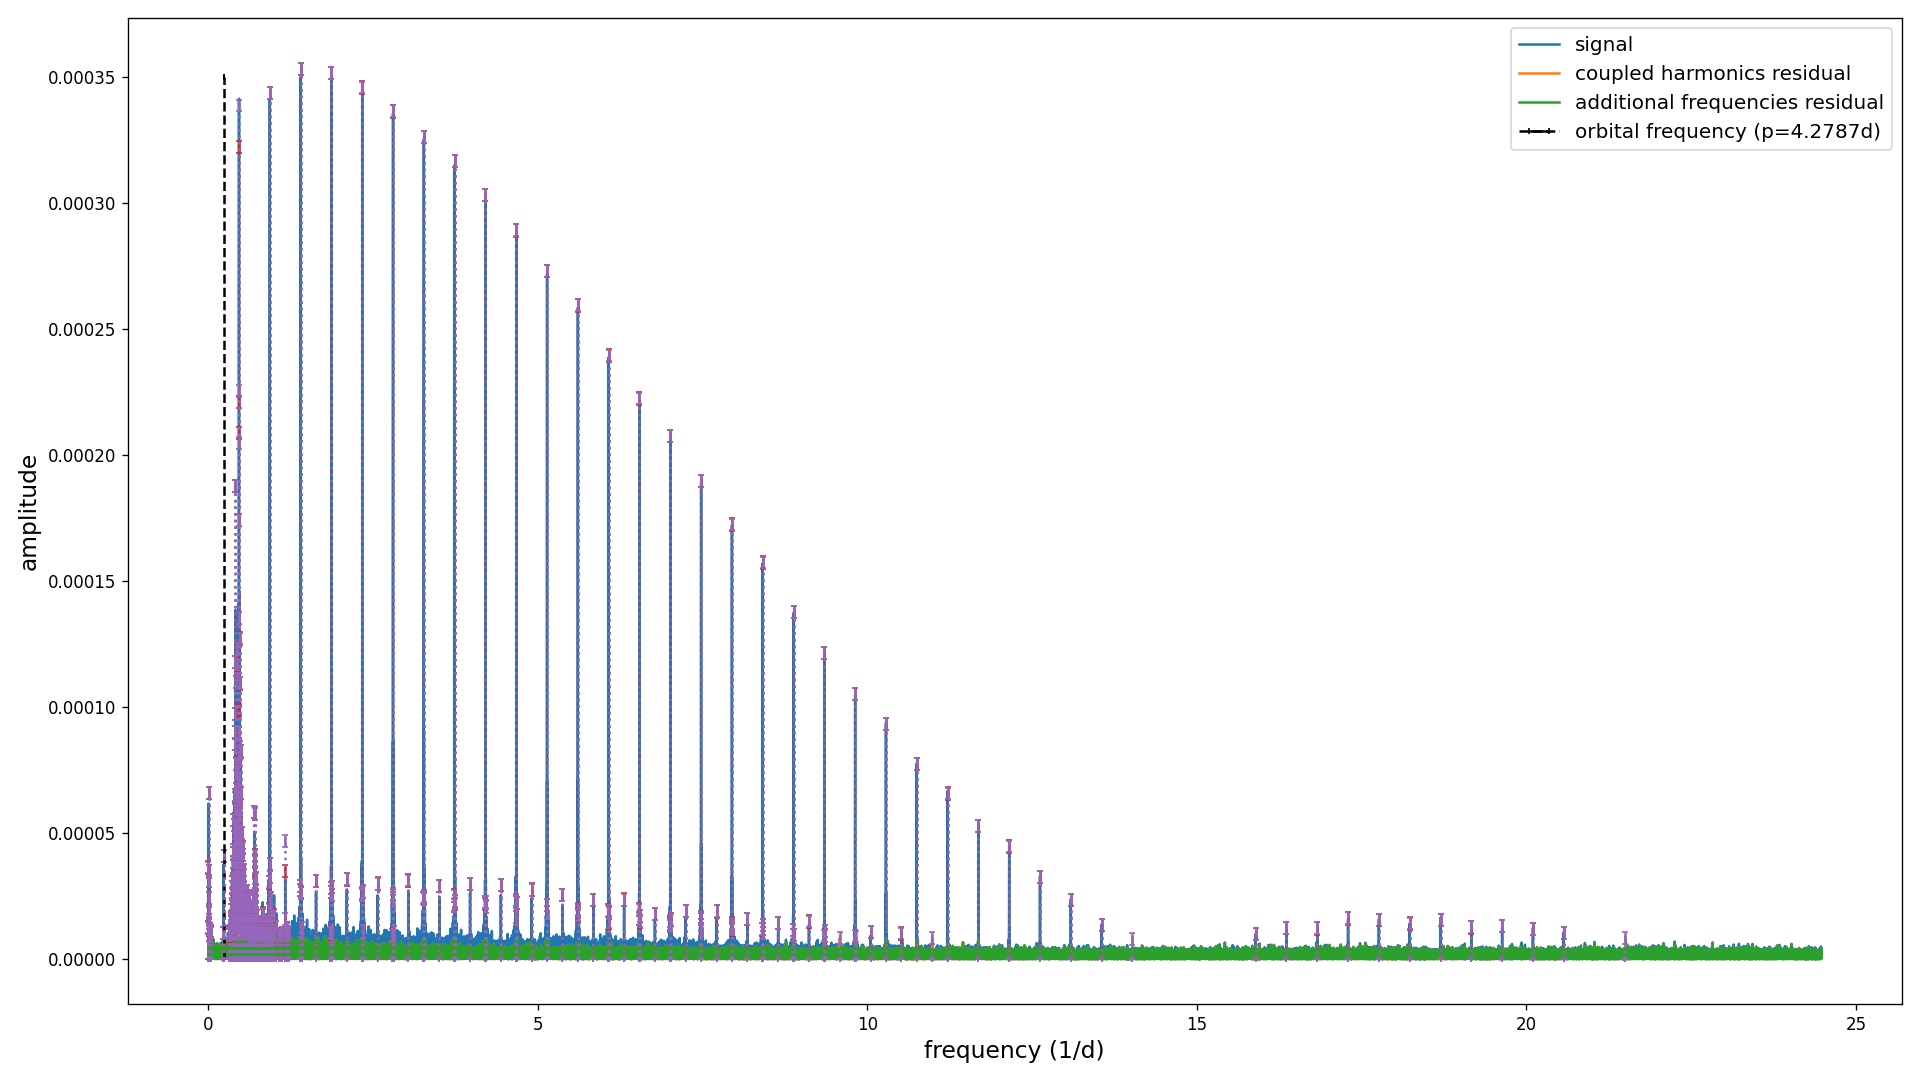 signal
coupled harmonics residual
additional frequencies residual
orbital frequency (p=4.2787d)
amplitude
0.00035
0.00030
0.00025
0.00020
0.00015
0.00010
0.00005
0.00000
0 5 10 15 20 25
frequency (1/d)